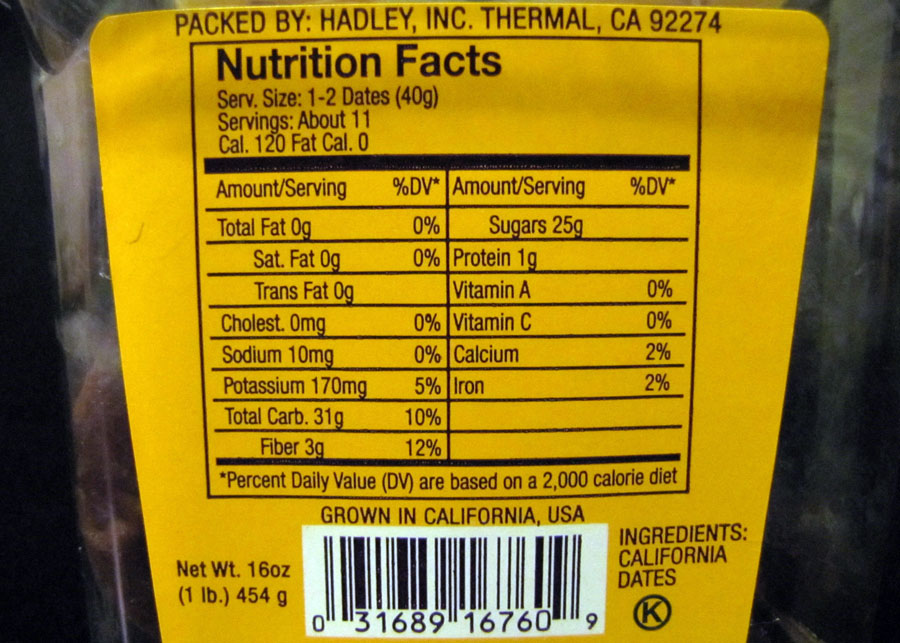 PACKED BY: HADLEY, INC. THERMAL, CA 92274
Nutrition Facts
Serv. Size: 1-2 Dates (40g)
Servings: About 11
Cal. 120 Fat Cal. 0
Amount/Serving %DV* Amount/Serving %DV*
Total Fat 0g 0% Sugars 25g
Sat. Fat 0g 0% Protein 1g
Trans Fat 0g Vitamin A 0%
Cholest. 0mg 0% Vitamin C 0%
Sodium 10mg 0% Calcium 2%
Potassium 170mg 5% Iron 2%
Total Carb. 31g 10%
Fiber 3g 12%
*Percent Daily Value (DV) are based on a 2,000 calorie diet
GROWN IN CALIFORNIA, USA
Net Wt. 16oz
(1 lb.) 454 g
0 31689 16760 9
INGREDIENTS:
CALIFORNIA
DATES
K